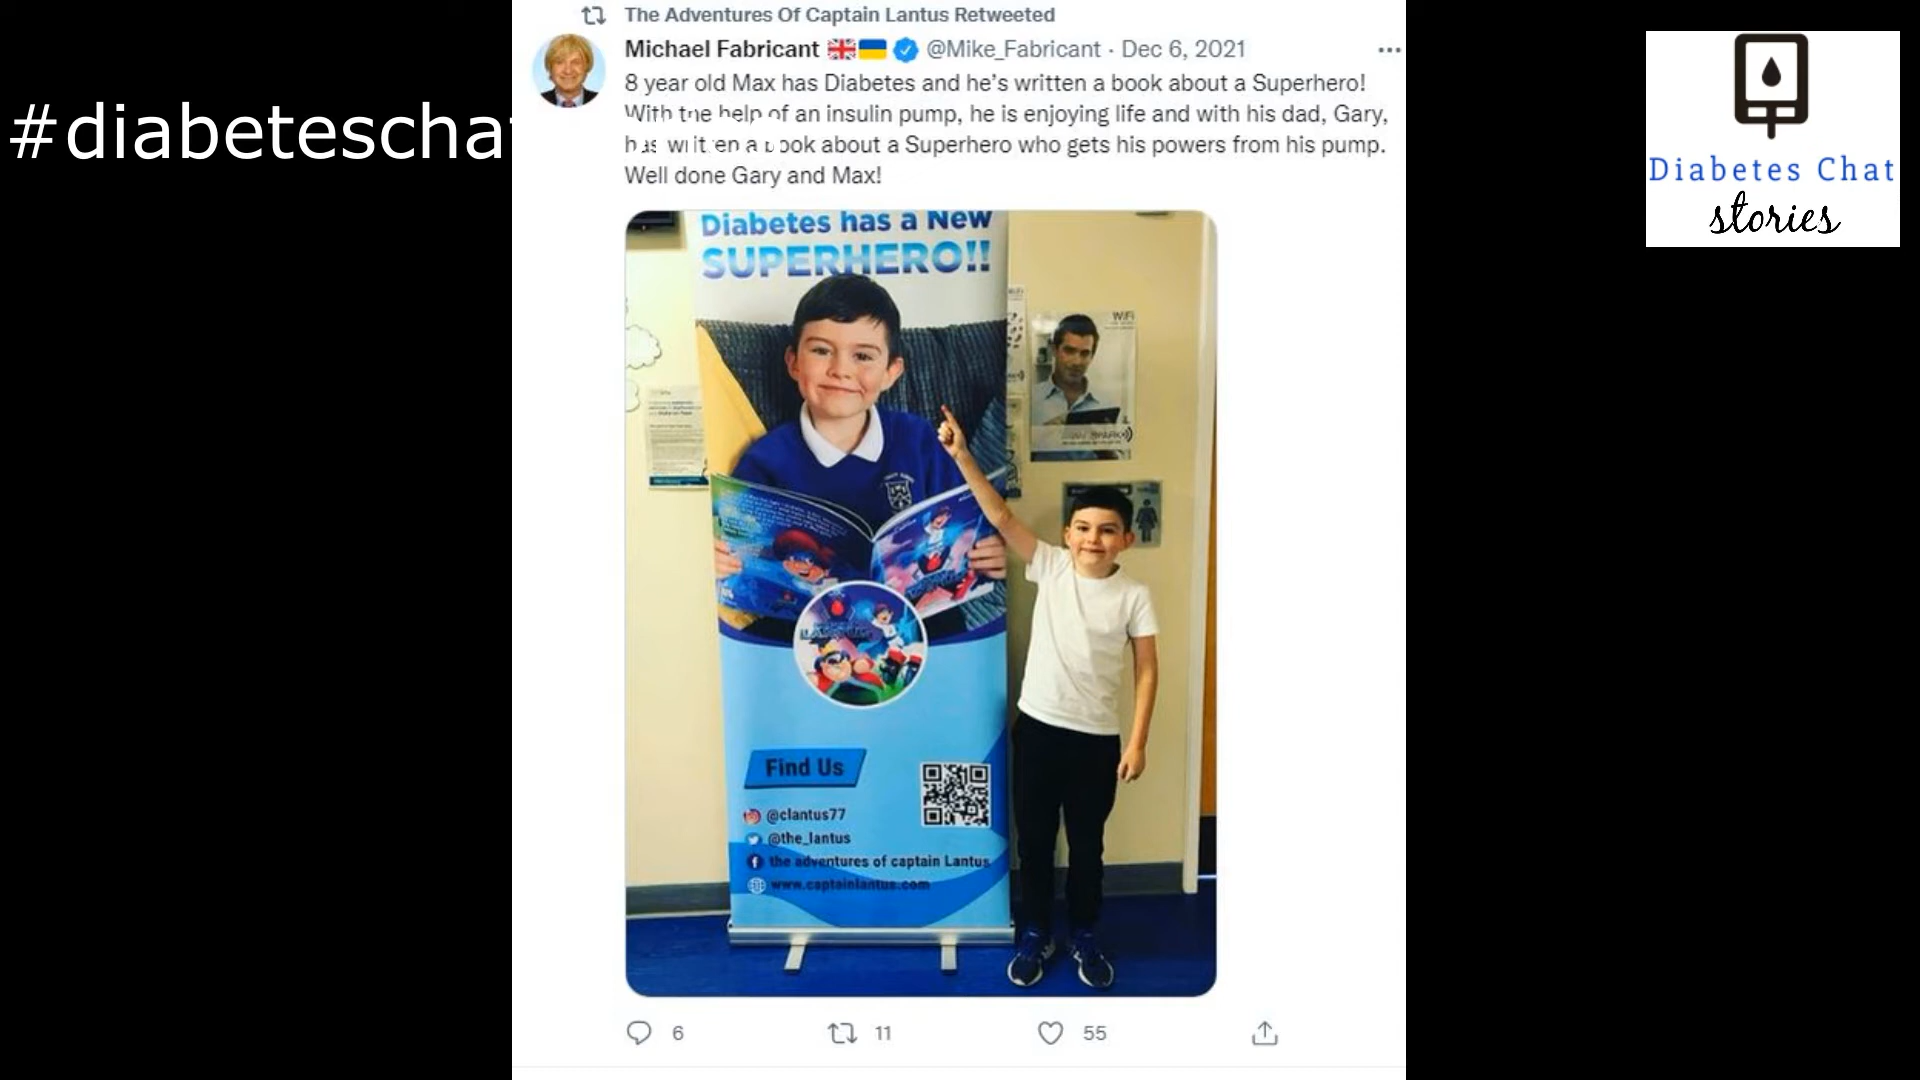 The Adventures Of Captain Lantus Retweeted
Michael Fabricant @Mike_Fabricant · Dec 6, 2021
8 year old Max has Diabetes and he's written a book about a Superhero!
With the help of an insulin pump, he is enjoying life and with his dad, Gary,
has written a book about a Superhero who gets his powers from his pump.
Well done Gary and Max!
#diabetescha
Diabetes Chat
stories
Diabetes has a New
SUPERHERO!!
WiFi
Find Us
@clantus77
@the_lantus
the adventures of captain Lantus
www.captainlantus.com
6 11 55